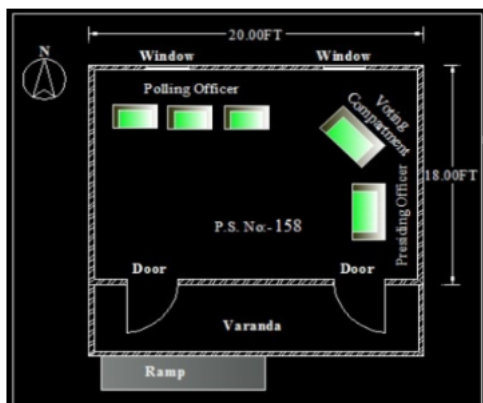 20.00FT
N
Window
Window
Polling Officer
Voting
Compartment
18.00FT
Presiding Officer
P.S. No:- 158
Door
Door
Varanda
Ramp